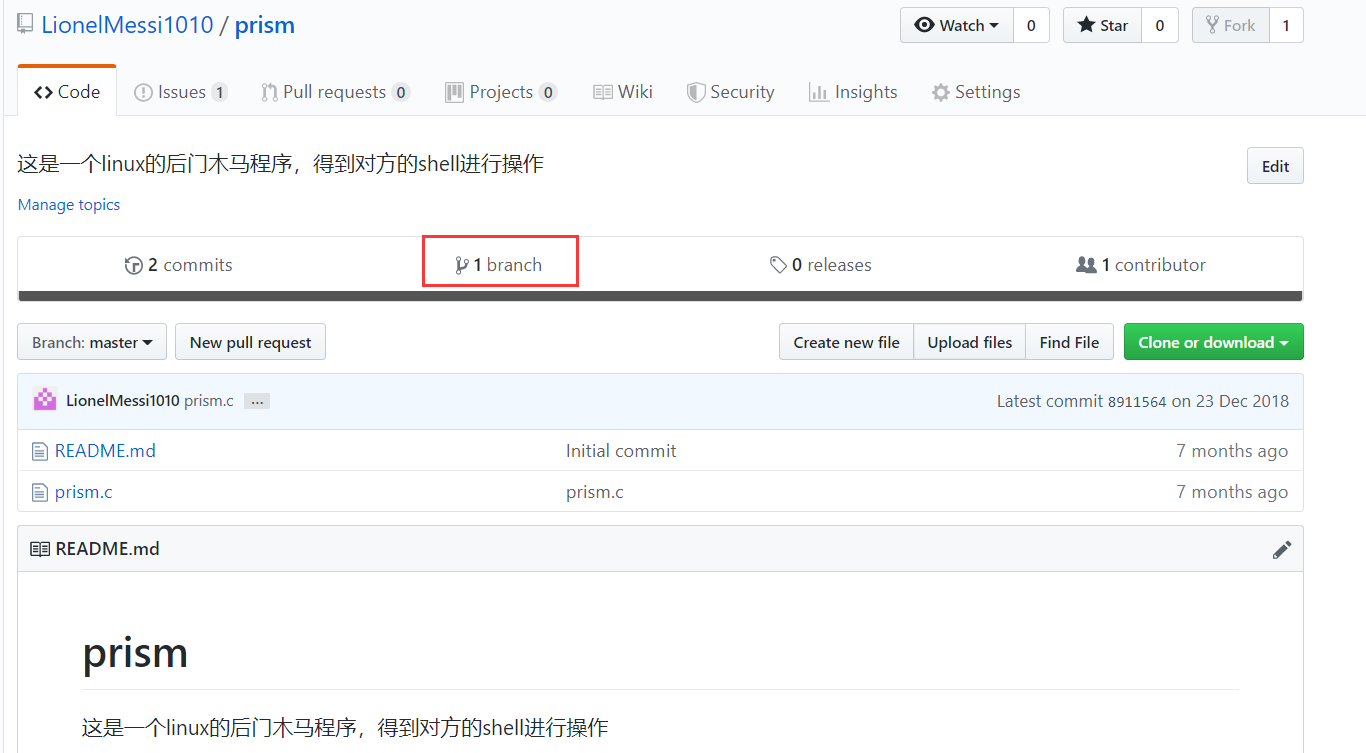 LionelMessi1010 / prism
Watch 0 Star 0 Fork 1
Code Issues 1 Pull requests 0 Projects 0 Wiki Security Insights Settings
这是一个linux的后门木马程序，得到对方的shell进行操作
Edit
Manage topics
2 commits 1 branch 0 releases 1 contributor
Branch: master New pull request Create new file Upload files Find File Clone or download
LionelMessi1010 prism.c ... Latest commit 8911564 on 23 Dec 2018
README.md Initial commit 7 months ago
prism.c prism.c 7 months ago
README.md
prism
这是一个linux的后门木马程序，得到对方的shell进行操作